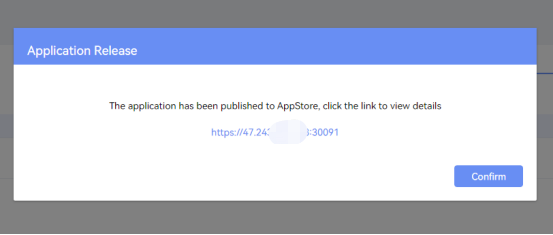 Application Release
The application has been published to AppStore, click the link to view details
https://47.243 :30091
Confirm